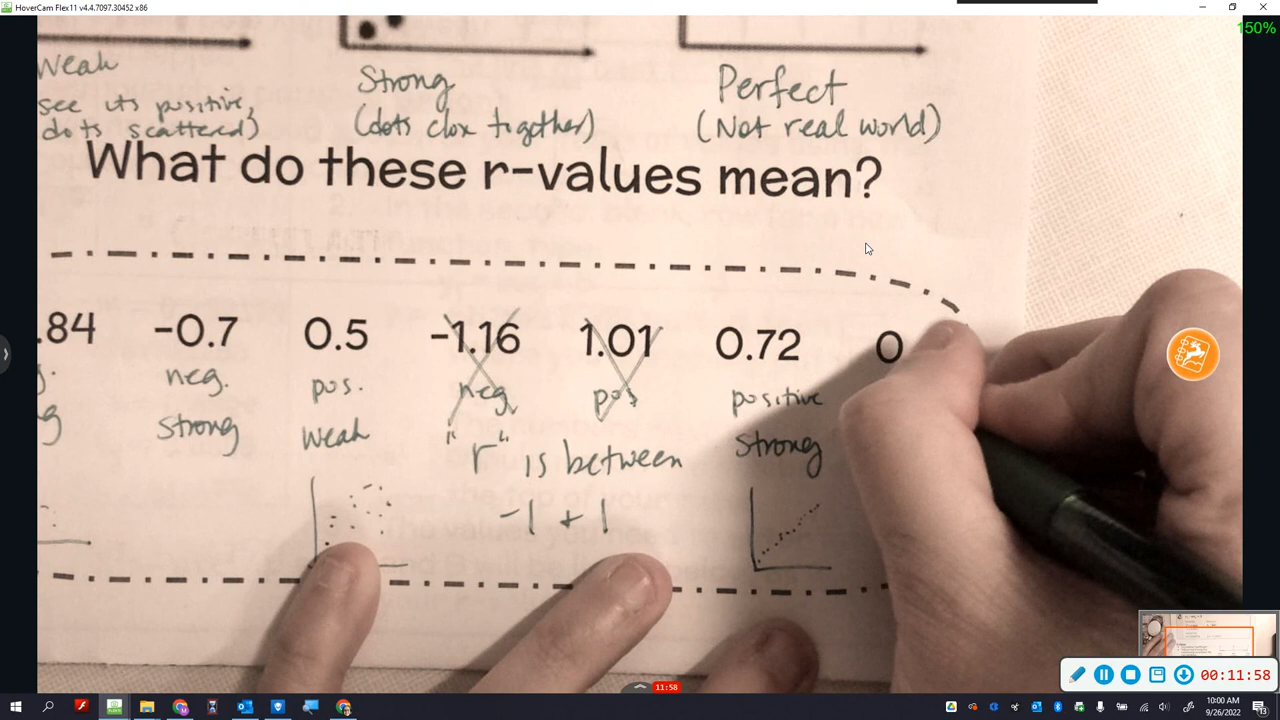 HoverCam Flex11 v4.4.7097.30452 x86
150%
Weak
see its positive,
dots scattered)
Strong
(dots clox together)
Perfect
(Not real world)
What do these r-values mean?
.84 -0.7 0.5 -1.16 1.01 0.72 0
g. neg. pos. neg pos positive
g strong weak strong
"r" is between
-1 + 1
00:11:58
11:58
10:00 AM
9/26/2022
13